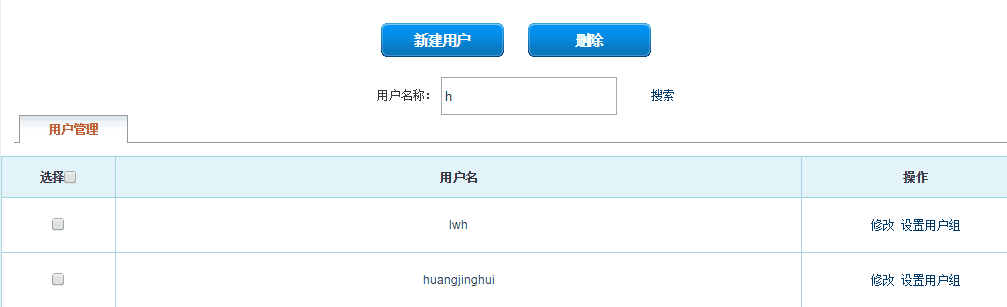 新建用户 删除
用户名称： h 搜索
用户管理
选择 用户名 操作
lwh 修改 设置用户组
huangjinghui 修改 设置用户组